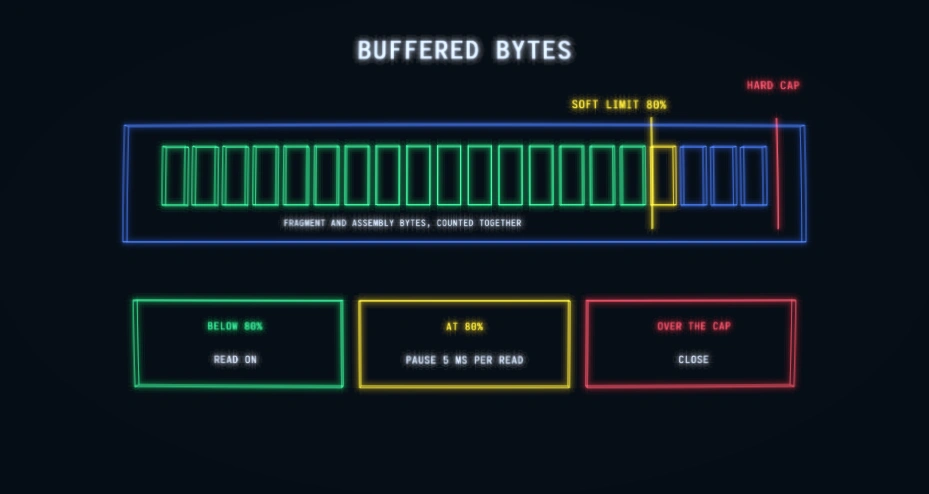 BUFFERED BYTES
HARD CAP
SOFT LIMIT 80%
FRAGMENT AND ASSEMBLY BYTES, COUNTED TOGETHER
BELOW 80%
READ ON
AT 80%
PAUSE 5 MS PER READ
OVER THE CAP
CLOSE